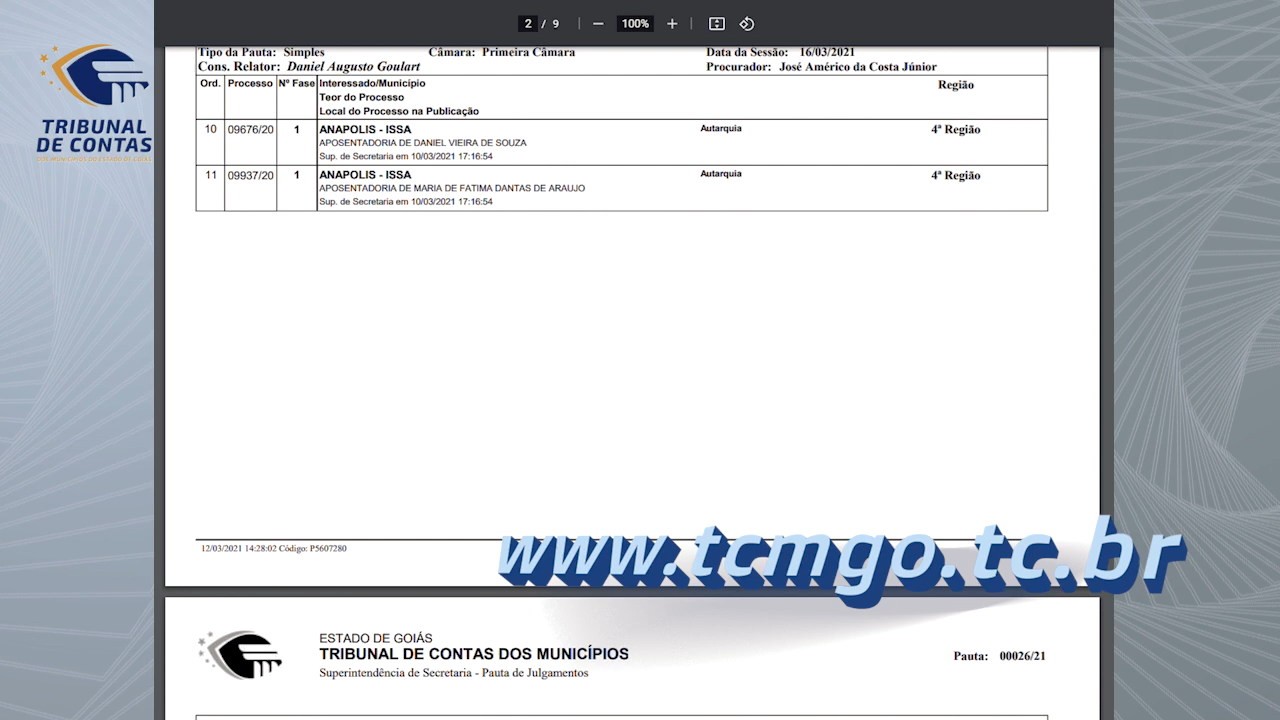 2 / 9 100%
TRIBUNAL
DE CONTAS
DOS MUNICÍPIOS DO ESTADO DE GOIÁS
Tipo da Pauta: Simples Câmara: Primeira Câmara Data da Sessão: 16/03/2021
Cons. Relator: Daniel Augusto Goulart Procurador: José Américo da Costa Júnior
Ord. Processo Nº Fase Interessado/Município Região
Teor do Processo
Local do Processo na Publicação
10 09676/20 1 ANAPOLIS - ISSA Autarquia 4ª Região
APOSENTADORIA DE DANIEL VIEIRA DE SOUZA
Sup. de Secretaria em 10/03/2021 17:16:54
11 09937/20 1 ANAPOLIS - ISSA Autarquia 4ª Região
APOSENTADORIA DE MARIA DE FATIMA DANTAS DE ARAUJO
Sup. de Secretaria em 10/03/2021 17:16:54
12/03/2021 14:28:02 Código: P5607280
www.tcmgo.tc.br
ESTADO DE GOIÁS
TRIBUNAL DE CONTAS DOS MUNICÍPIOS
Pauta: 00026/21
Superintendência de Secretaria - Pauta de Julgamentos